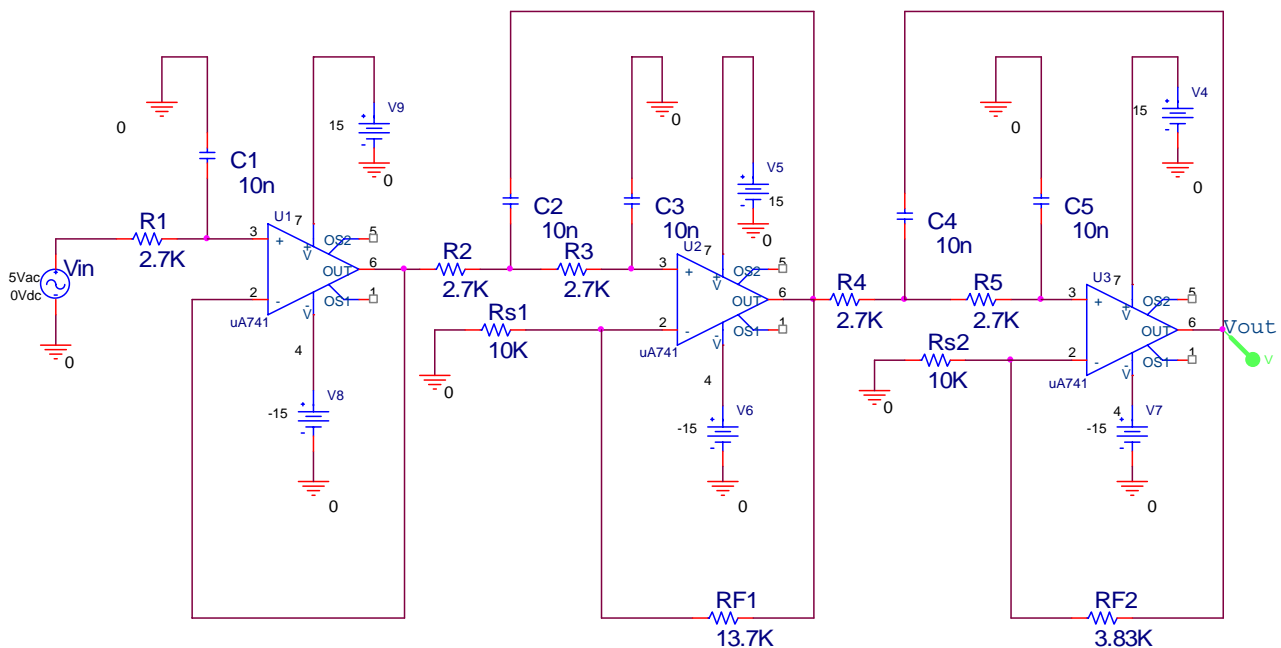 V9
15
0
V4
15
0
0
C1
10n
V5
15
0
0
R1
2.7K
U1
3
+
7
V
OS2
5
OUT
6
2
-
V
OS1
1
uA741
4
5Vac
0Vdc
Vin
0
V8
-15
0
0
C2
10n
C3
10n
R2
2.7K
R3
2.7K
Rs1
10K
0
U2
3
+
7
V
OS2
5
OUT
6
2
-
V
OS1
1
uA741
4
V6
-15
0
C4
10n
C5
10n
R4
2.7K
R5
2.7K
Rs2
10K
0
U3
3
+
7
V
OS2
5
OUT
6
2
-
V
OS1
1
uA741
4
Vout
V
V7
-15
0
RF1
13.7K
RF2
3.83K